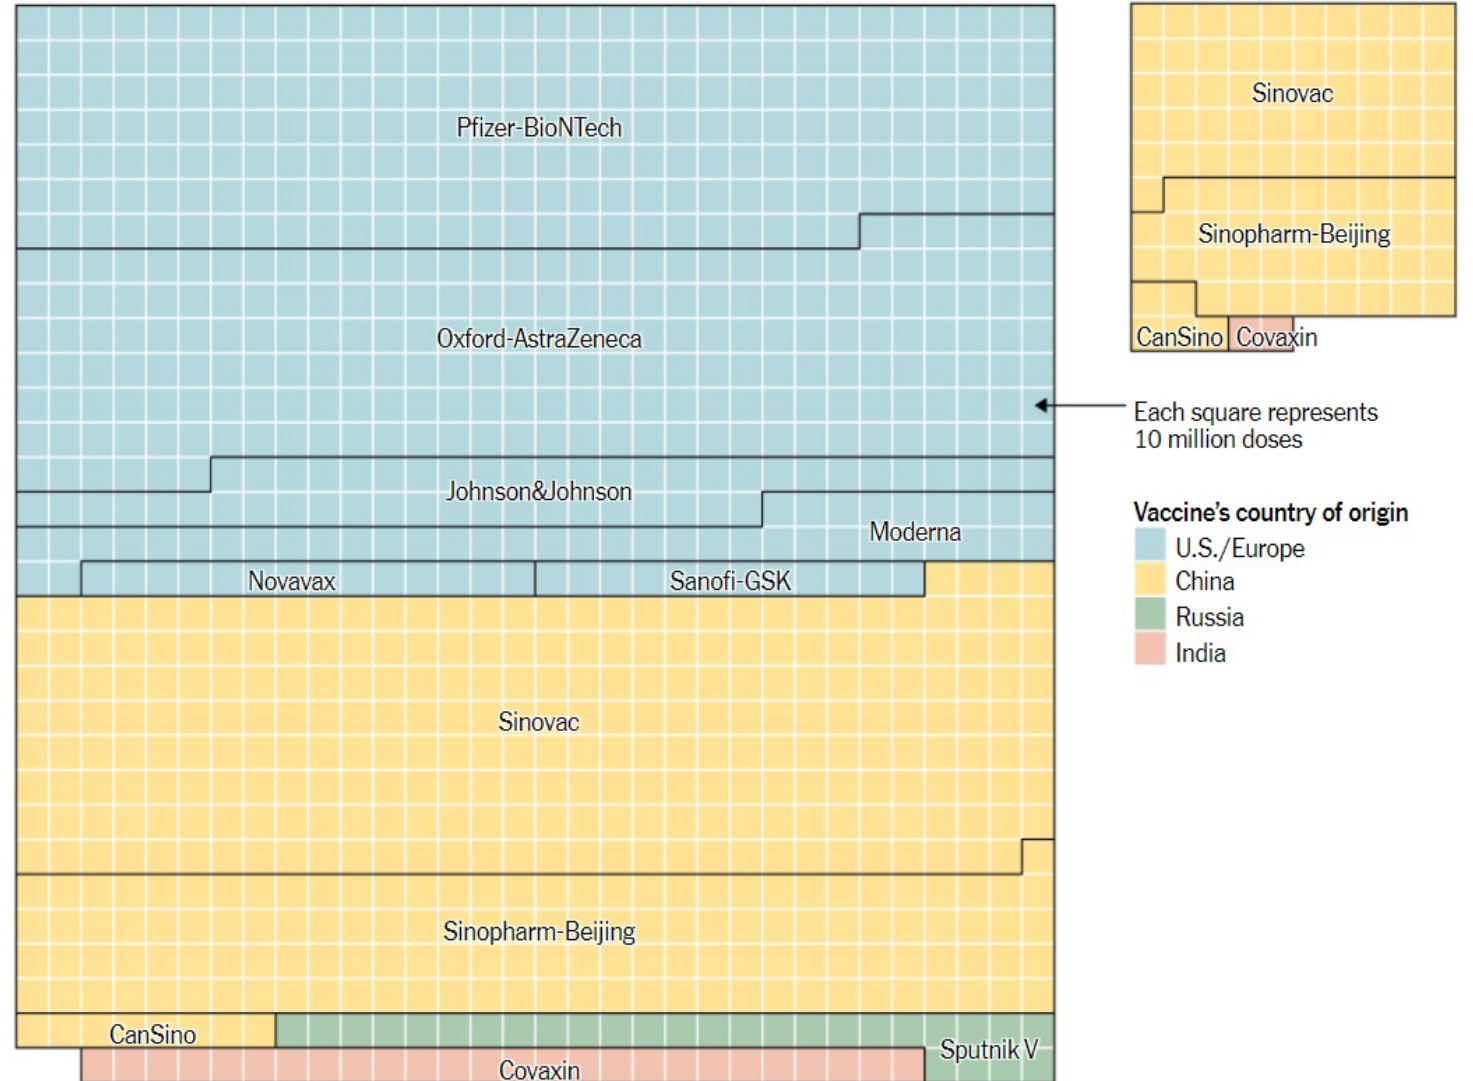 Pfizer-BioNTech
Oxford-AstraZeneca
Johnson&Johnson
Moderna
Novavax
Sanofi-GSK
Sinovac
Sinopharm-Beijing
CanSino
Sputnik V
Covaxin
Sinovac
Sinopharm-Beijing
CanSino
Covaxin
Each square represents
10 million doses
Vaccine’s country of origin
U.S./Europe
China
Russia
India